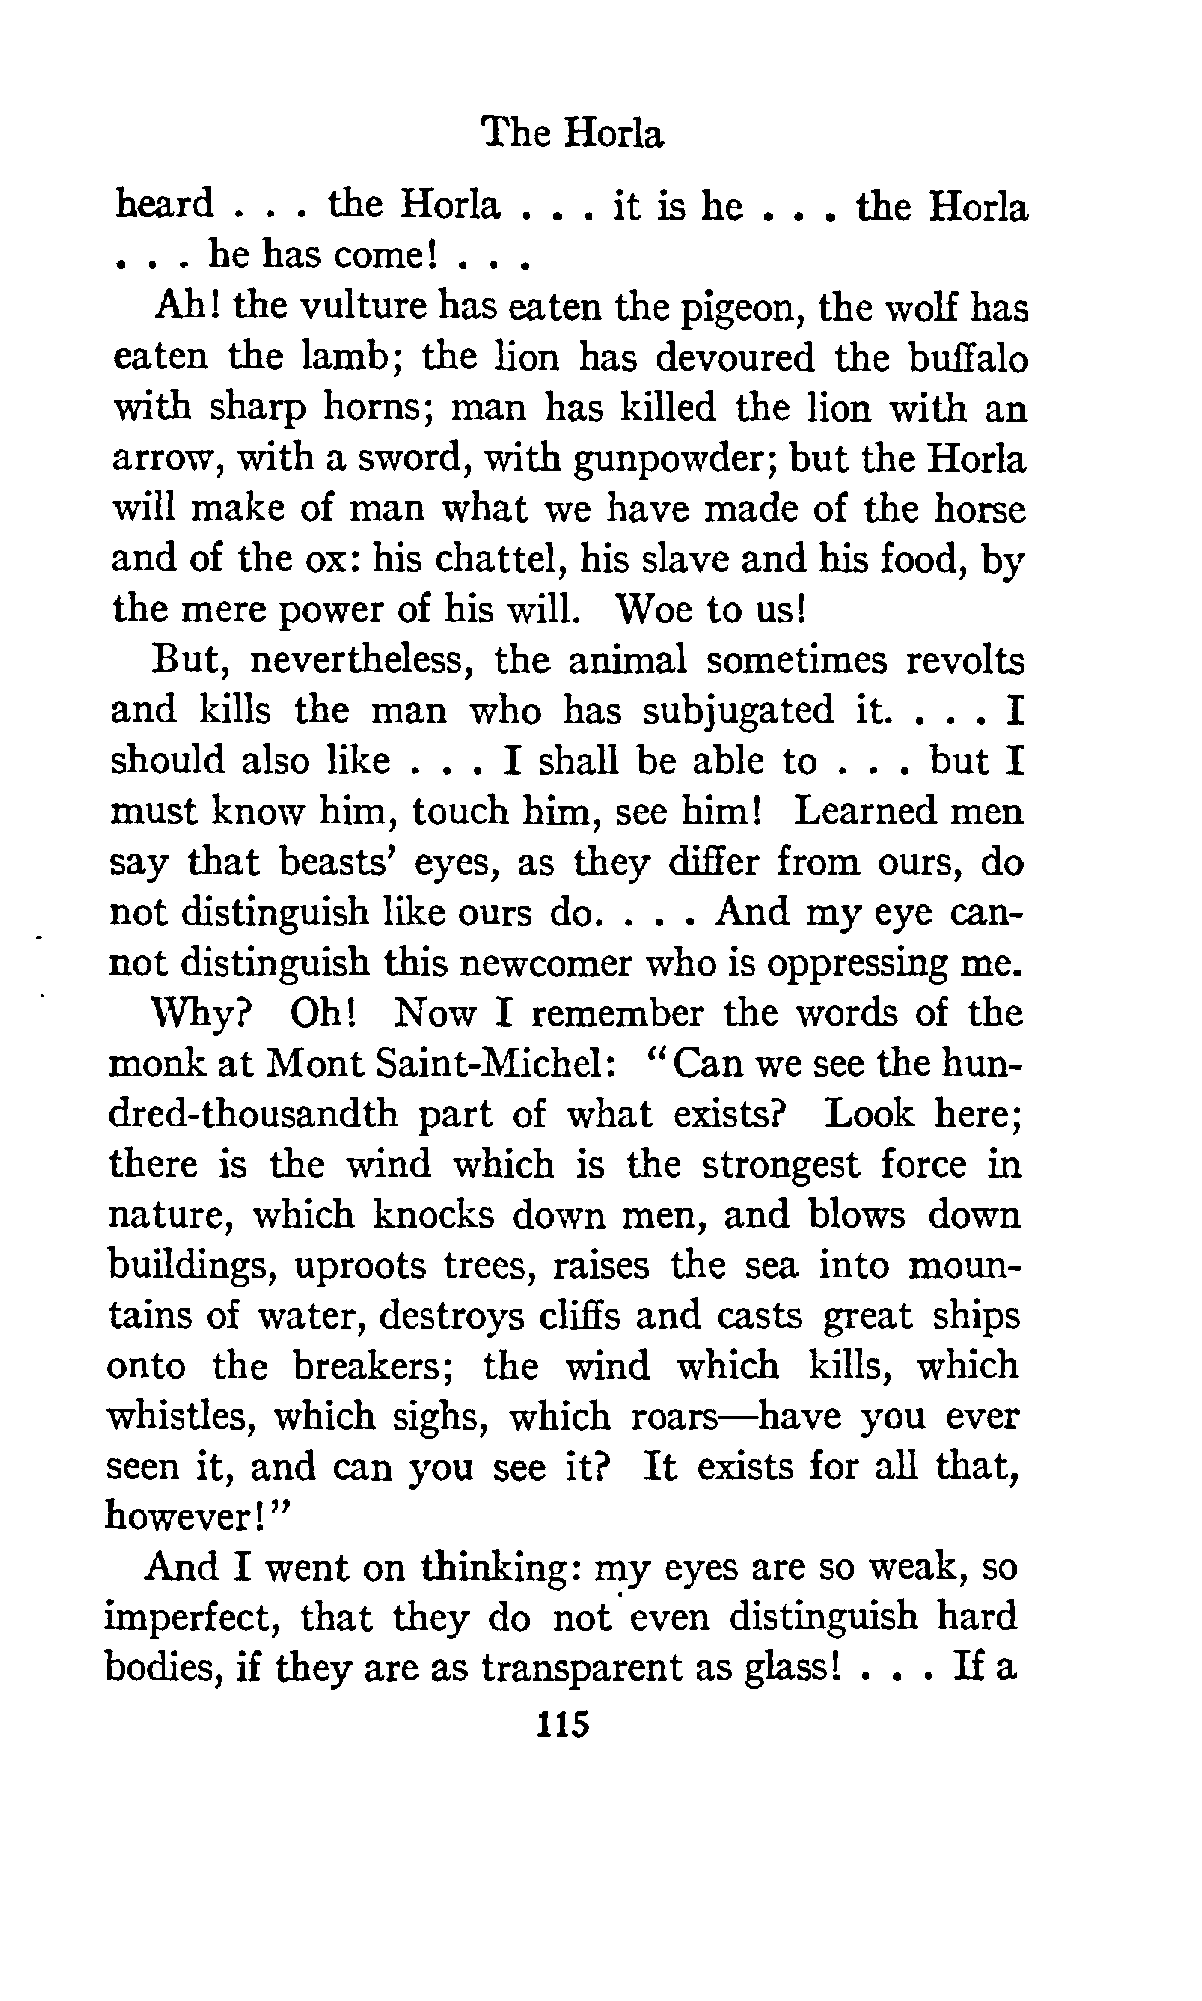 The Horla
heard . . . the Horla . . . it is he . . . the Horla
. . . he has come! . . .
Ah! the vulture has eaten the pigeon, the wolf has
eaten the lamb; the lion has devoured the buffalo
with sharp horns; man has killed the lion with an
arrow, with a sword, with gunpowder; but the Horla
will make of man what we have made of the horse
and of the ox: his chattel, his slave and his food, by
the mere power of his will. Woe to us!
But, nevertheless, the animal sometimes revolts
and kills the man who has subjugated it. . . . I
should also like . . . I shall be able to . . . but I
must know him, touch him, see him! Learned men
say that beasts' eyes, as they differ from ours, do
not distinguish like ours do. . . . And my eye can-
not distinguish this newcomer who is oppressing me.
Why? Oh! Now I remember the words of the
monk at Mont Saint-Michel: "Can we see the hun-
dred-thousandth part of what exists? Look here;
there is the wind which is the strongest force in
nature, which knocks down men, and blows down
buildings, uproots trees, raises the sea into moun-
tains of water, destroys cliffs and casts great ships
onto the breakers; the wind which kills, which
whistles, which sighs, which roars—have you ever
seen it, and can you see it? It exists for all that,
however!"
And I went on thinking: my eyes are so weak, so
imperfect, that they do not even distinguish hard
bodies, if they are as transparent as glass! . . . If a
115